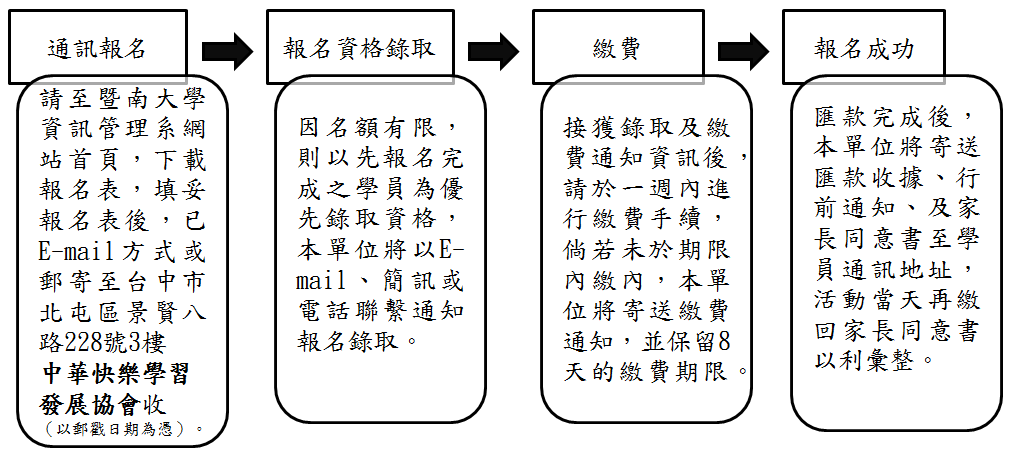 通訊報名
請至暨南大學
資訊管理系網
站首頁，下載
報名表，填妥
報名表後，已
E-mail方式或
郵寄至台中市
北屯區景賢八
路228號3樓
中華快樂學習
發展協會收
（以郵戳日期為憑）。
報名資格錄取
因名額有限，
則以先報名完
成之學員為優
先錄取資格，
本單位將以E-
mail、簡訊或
電話聯繫通知
報名錄取。
繳費
接獲錄取及繳
費通知資訊後，
請於一週內進
行繳費手續，
倘若未於期限
內繳內，本單
位將寄送繳費
通知，並保留8
天的繳費期限。
報名成功
匯款完成後，
本單位將寄送
匯款收據、行
前通知、及家
長同意書至學
員通訊地址，
活動當天再繳
回家長同意書
以利彙整。